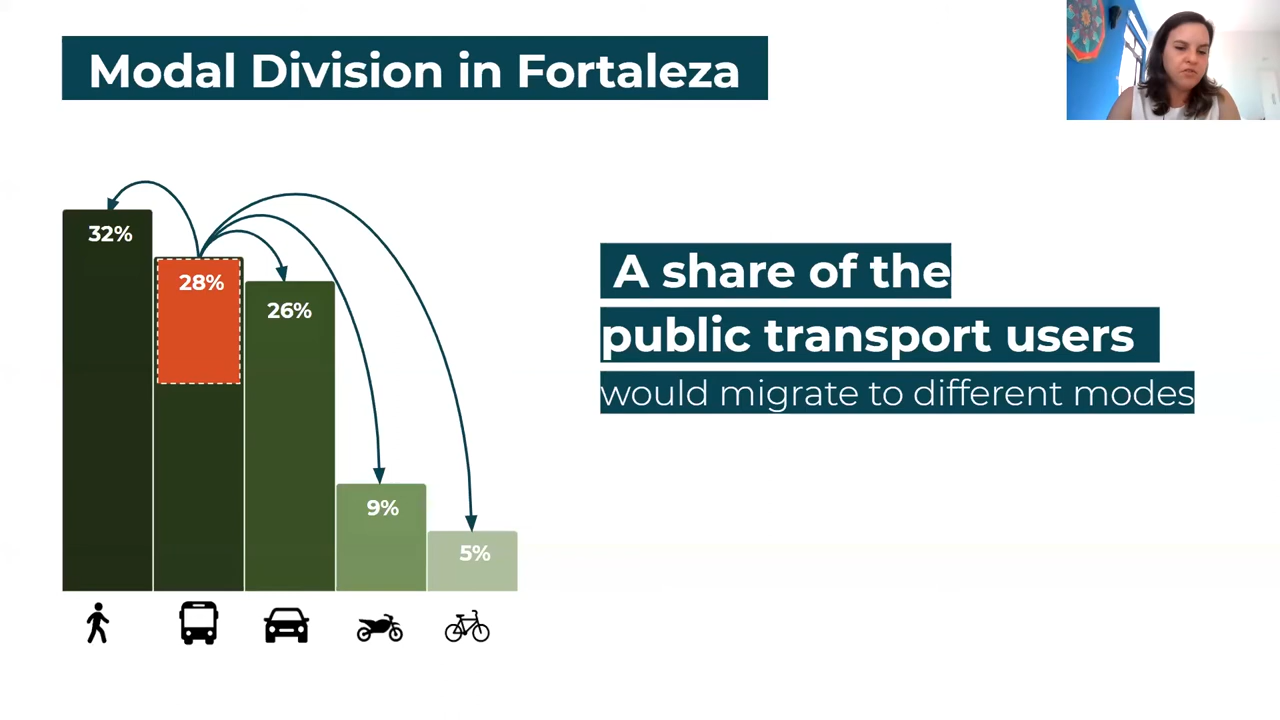 Modal Division in Fortaleza
32%
28%
26%
9%
5%
A share of the
public transport users
would migrate to different modes